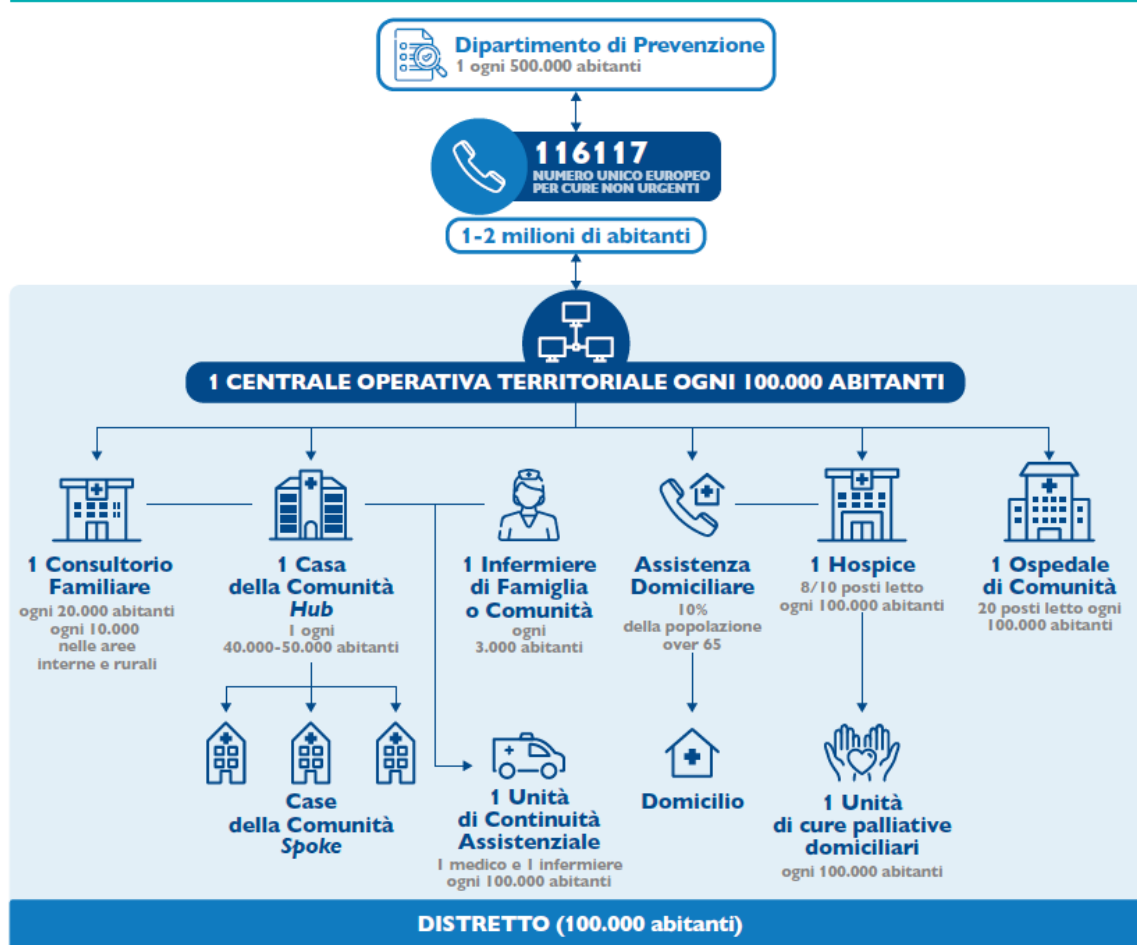 Dipartimento di Prevenzione
1 ogni 500.000 abitanti
116117
NUMERO UNICO EUROPEO
PER CURE NON URGENTI
1-2 milioni di abitanti
1 CENTRALE OPERATIVA TERRITORIALE OGNI 100.000 ABITANTI
1 Consultorio
Familiare
ogni 20.000 abitanti
ogni 10.000
nelle aree
interne e rurali
1 Casa
della Comunità
Hub
1 ogni
40.000-50.000 abitanti
1 Infermiere
di Famiglia
o Comunità
ogni
3.000 abitanti
Assistenza
Domiciliare
10%
della popolazione
over 65
1 Hospice
8/10 posti letto
ogni 100.000 abitanti
1 Ospedale
di Comunità
20 posti letto ogni
100.000 abitanti
Case
della Comunità
Spoke
1 Unità
di Continuità
Assistenziale
1 medico e 1 infermiere
ogni 100.000 abitanti
Domicilio
1 Unità
di cure palliative
domiciliari
ogni 100.000 abitanti
DISTRETTO (100.000 abitanti)